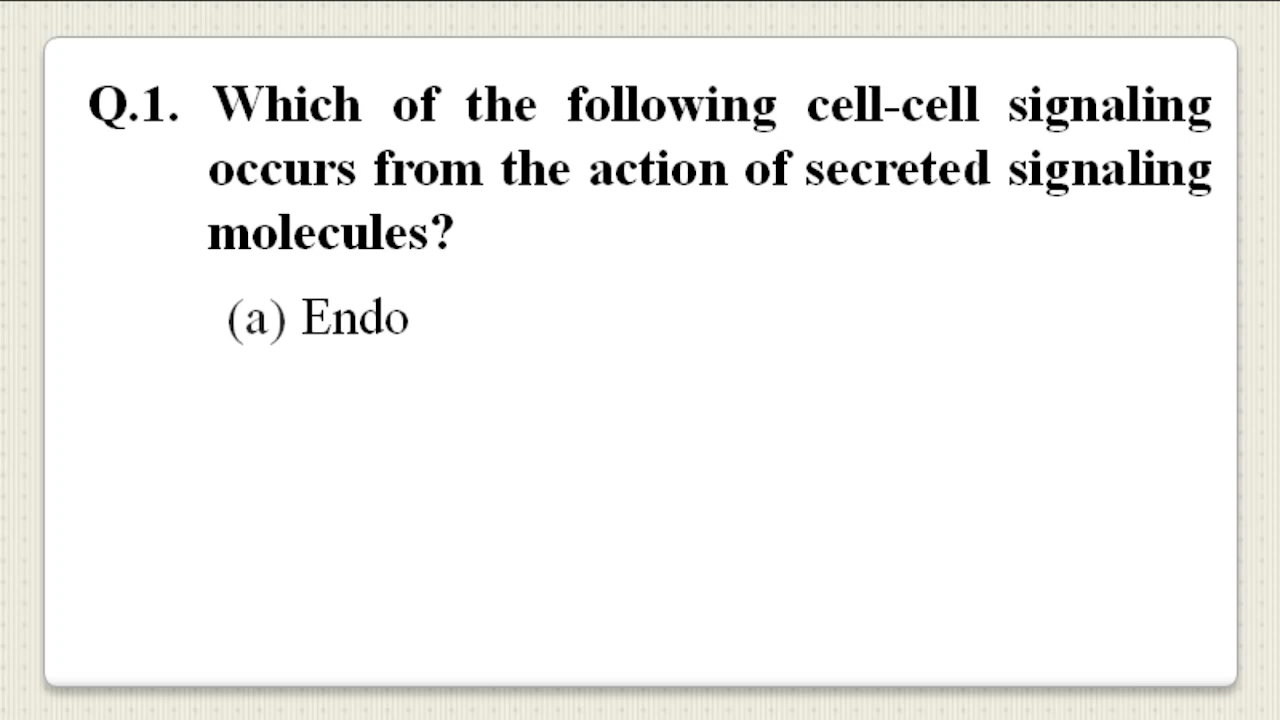 Q.1. Which of the following cell-cell signaling
occurs from the action of secreted signaling
molecules?
(a) Endo